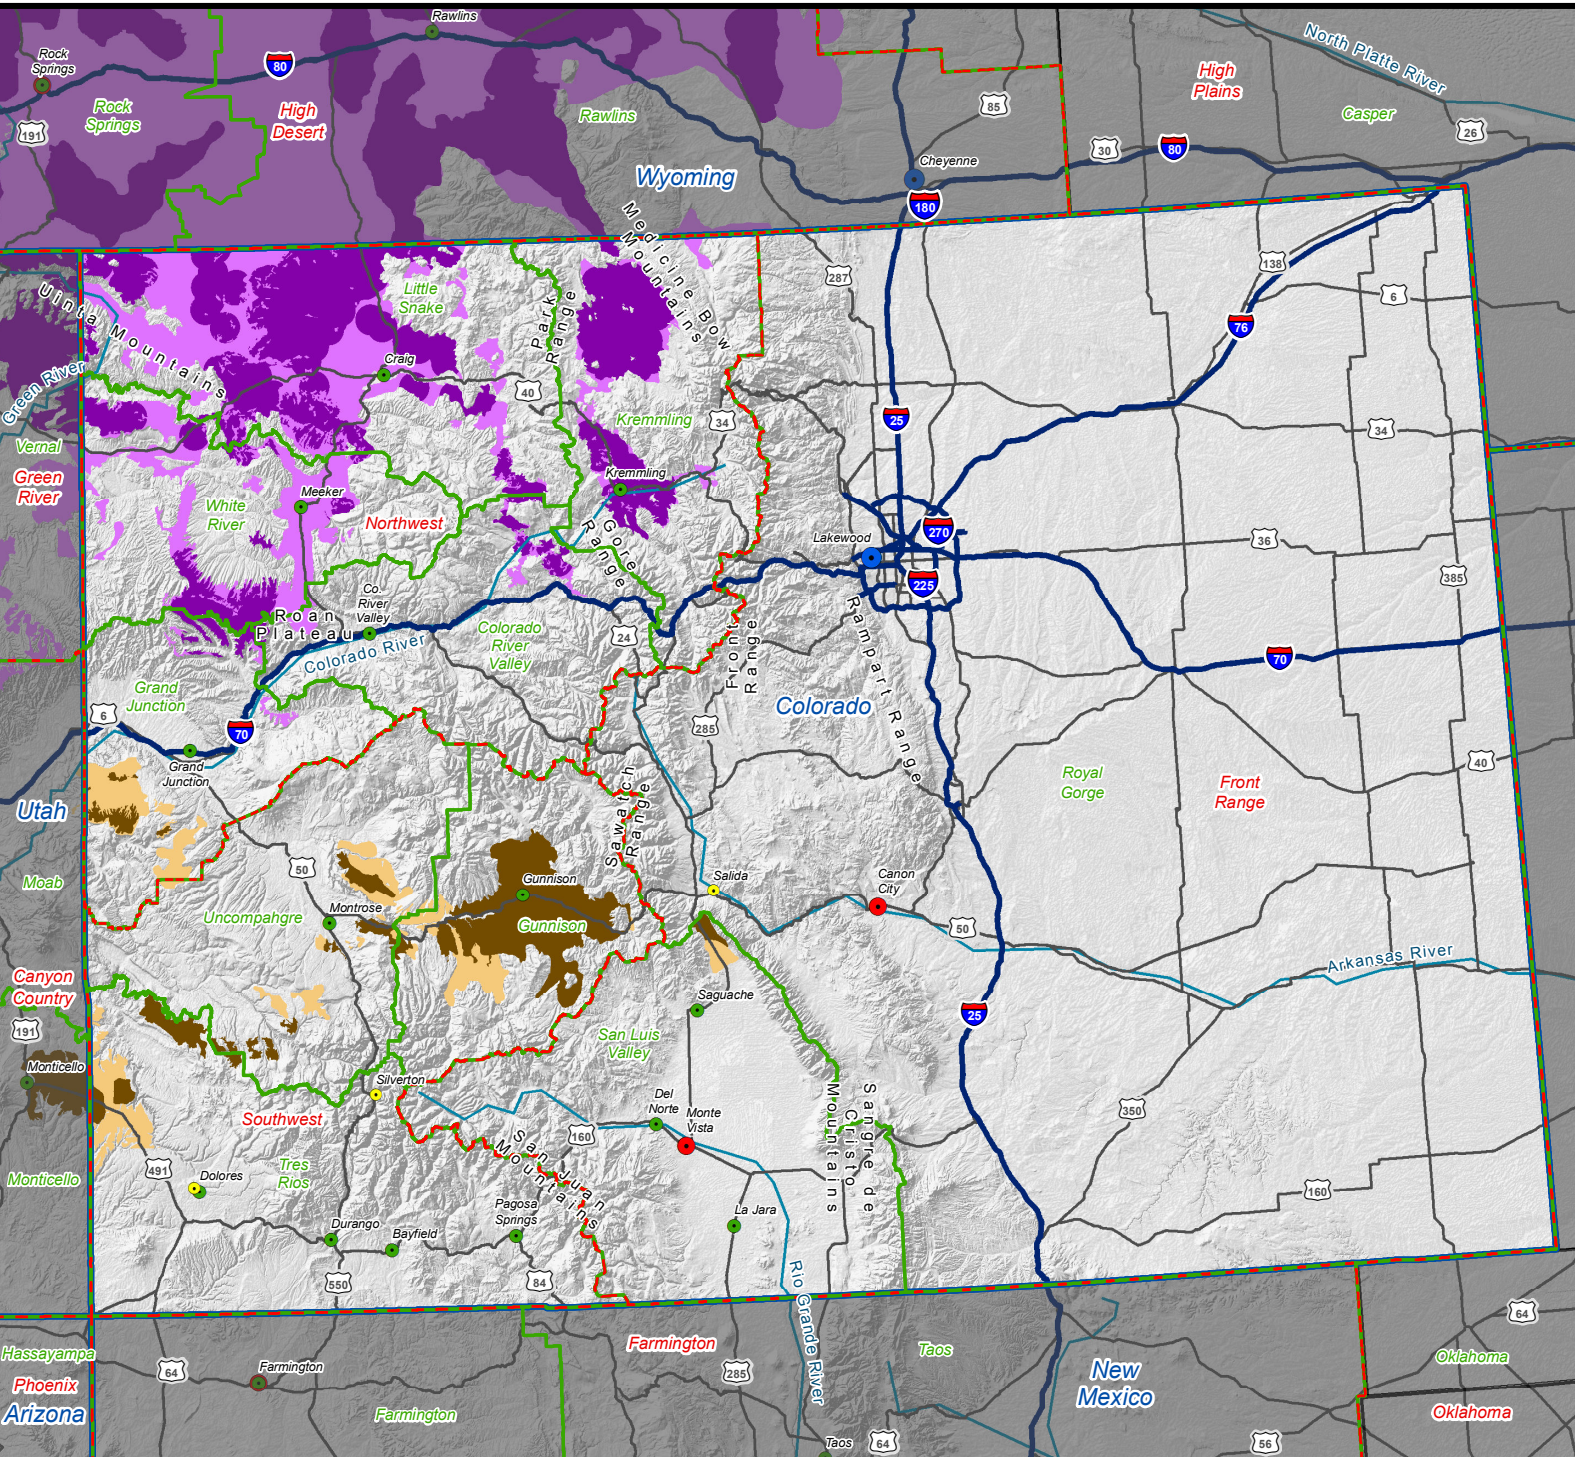 Rawlins
Rock
Springs
80
North Platte River
High
Plains
Rock
Springs
High
Desert
Rawlins
85
Casper
191
26
30
80
Cheyenne
Wyoming
180
Medicine Bow
Mountains
287
138
Little
Snake
6
Uinta Mountains
Park
Range
76
Craig
Green River
40
25
Kremmling
34
34
Vernal
Green
River
Kremmling
Meeker
White
River
Northwest
Gore
Range
270
Lakewood
36
385
225
Co.
River
Valley
Roan
Plateau
Colorado River
Colorado
River
Valley
24
Front
Range
Rampart Range
70
Grand
Junction
Colorado
6
70
285
Grand
Junction
40
Royal
Gorge
Front
Range
Utah
Sawatch
Range
50
Moab
Gunnison
Salida
Canon
City
Uncompahgre
Montrose
Gunnison
50
Arkansas River
Canyon
Country
Saguache
25
191
San Luis
Valley
Monticello
Silverton
Del
Norte
Monte
Vista
Southwest
350
Sangre de
Cristo
Mountains
160
San Juan
Mountains
491
Dolores
Tres
Rios
Monticello
160
Pagosa
Springs
La Jara
Durango
Bayfield
550
84
Rio Grande River
64
Hassayampa
Farmington
Taos
Oklahoma
64
Farmington
285
Phoenix
New
Mexico
Arizona
Farmington
Oklahoma
Taos
64
56